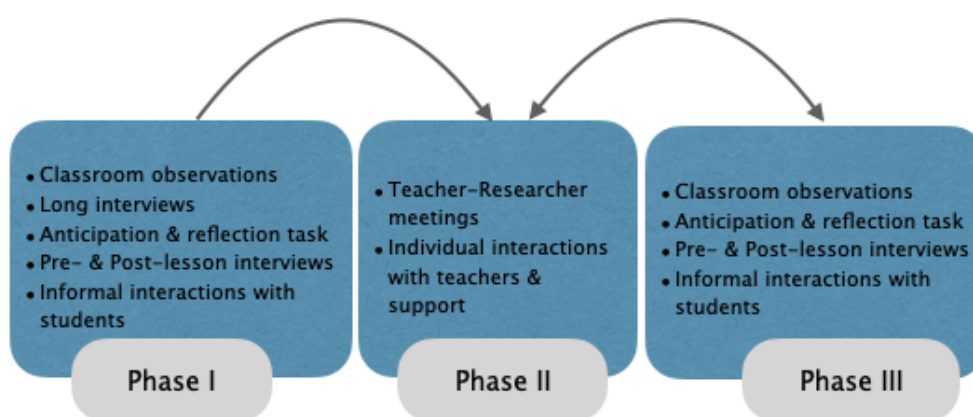 • Classroom observations
• Long interviews
• Anticipation & reflection task
• Pre- & Post-lesson interviews
• Informal interactions with
students
Phase I
• Teacher-Researcher
meetings
• Individual interactions
with teachers &
support
Phase II
• Classroom observations
• Anticipation & reflection task
• Pre- & Post-lesson interviews
• Informal interactions with
students
Phase III